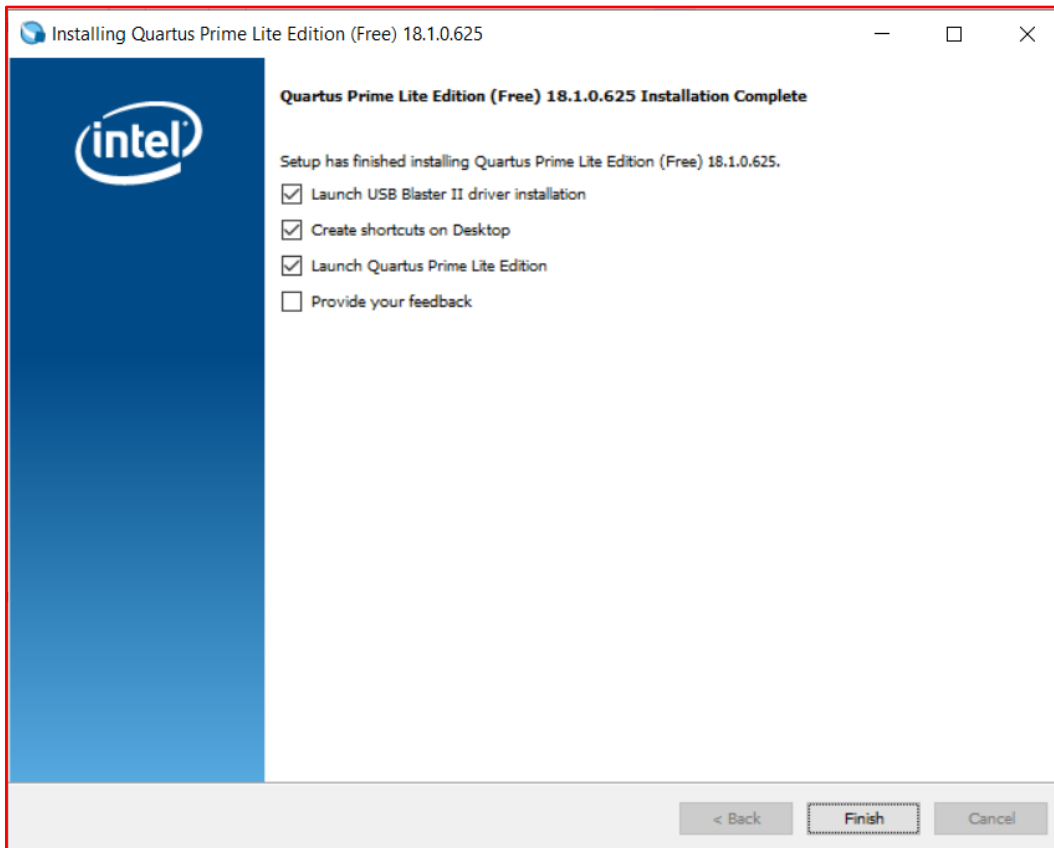 Installing Quartus Prime Lite Edition (Free) 18.1.0.625
intel
Quartus Prime Lite Edition (Free) 18.1.0.625 Installation Complete
Setup has finished installing Quartus Prime Lite Edition (Free) 18.1.0.625.
Launch USB Blaster II driver installation
Create shortcuts on Desktop
Launch Quartus Prime Lite Edition
Provide your feedback
< Back Finish Cancel